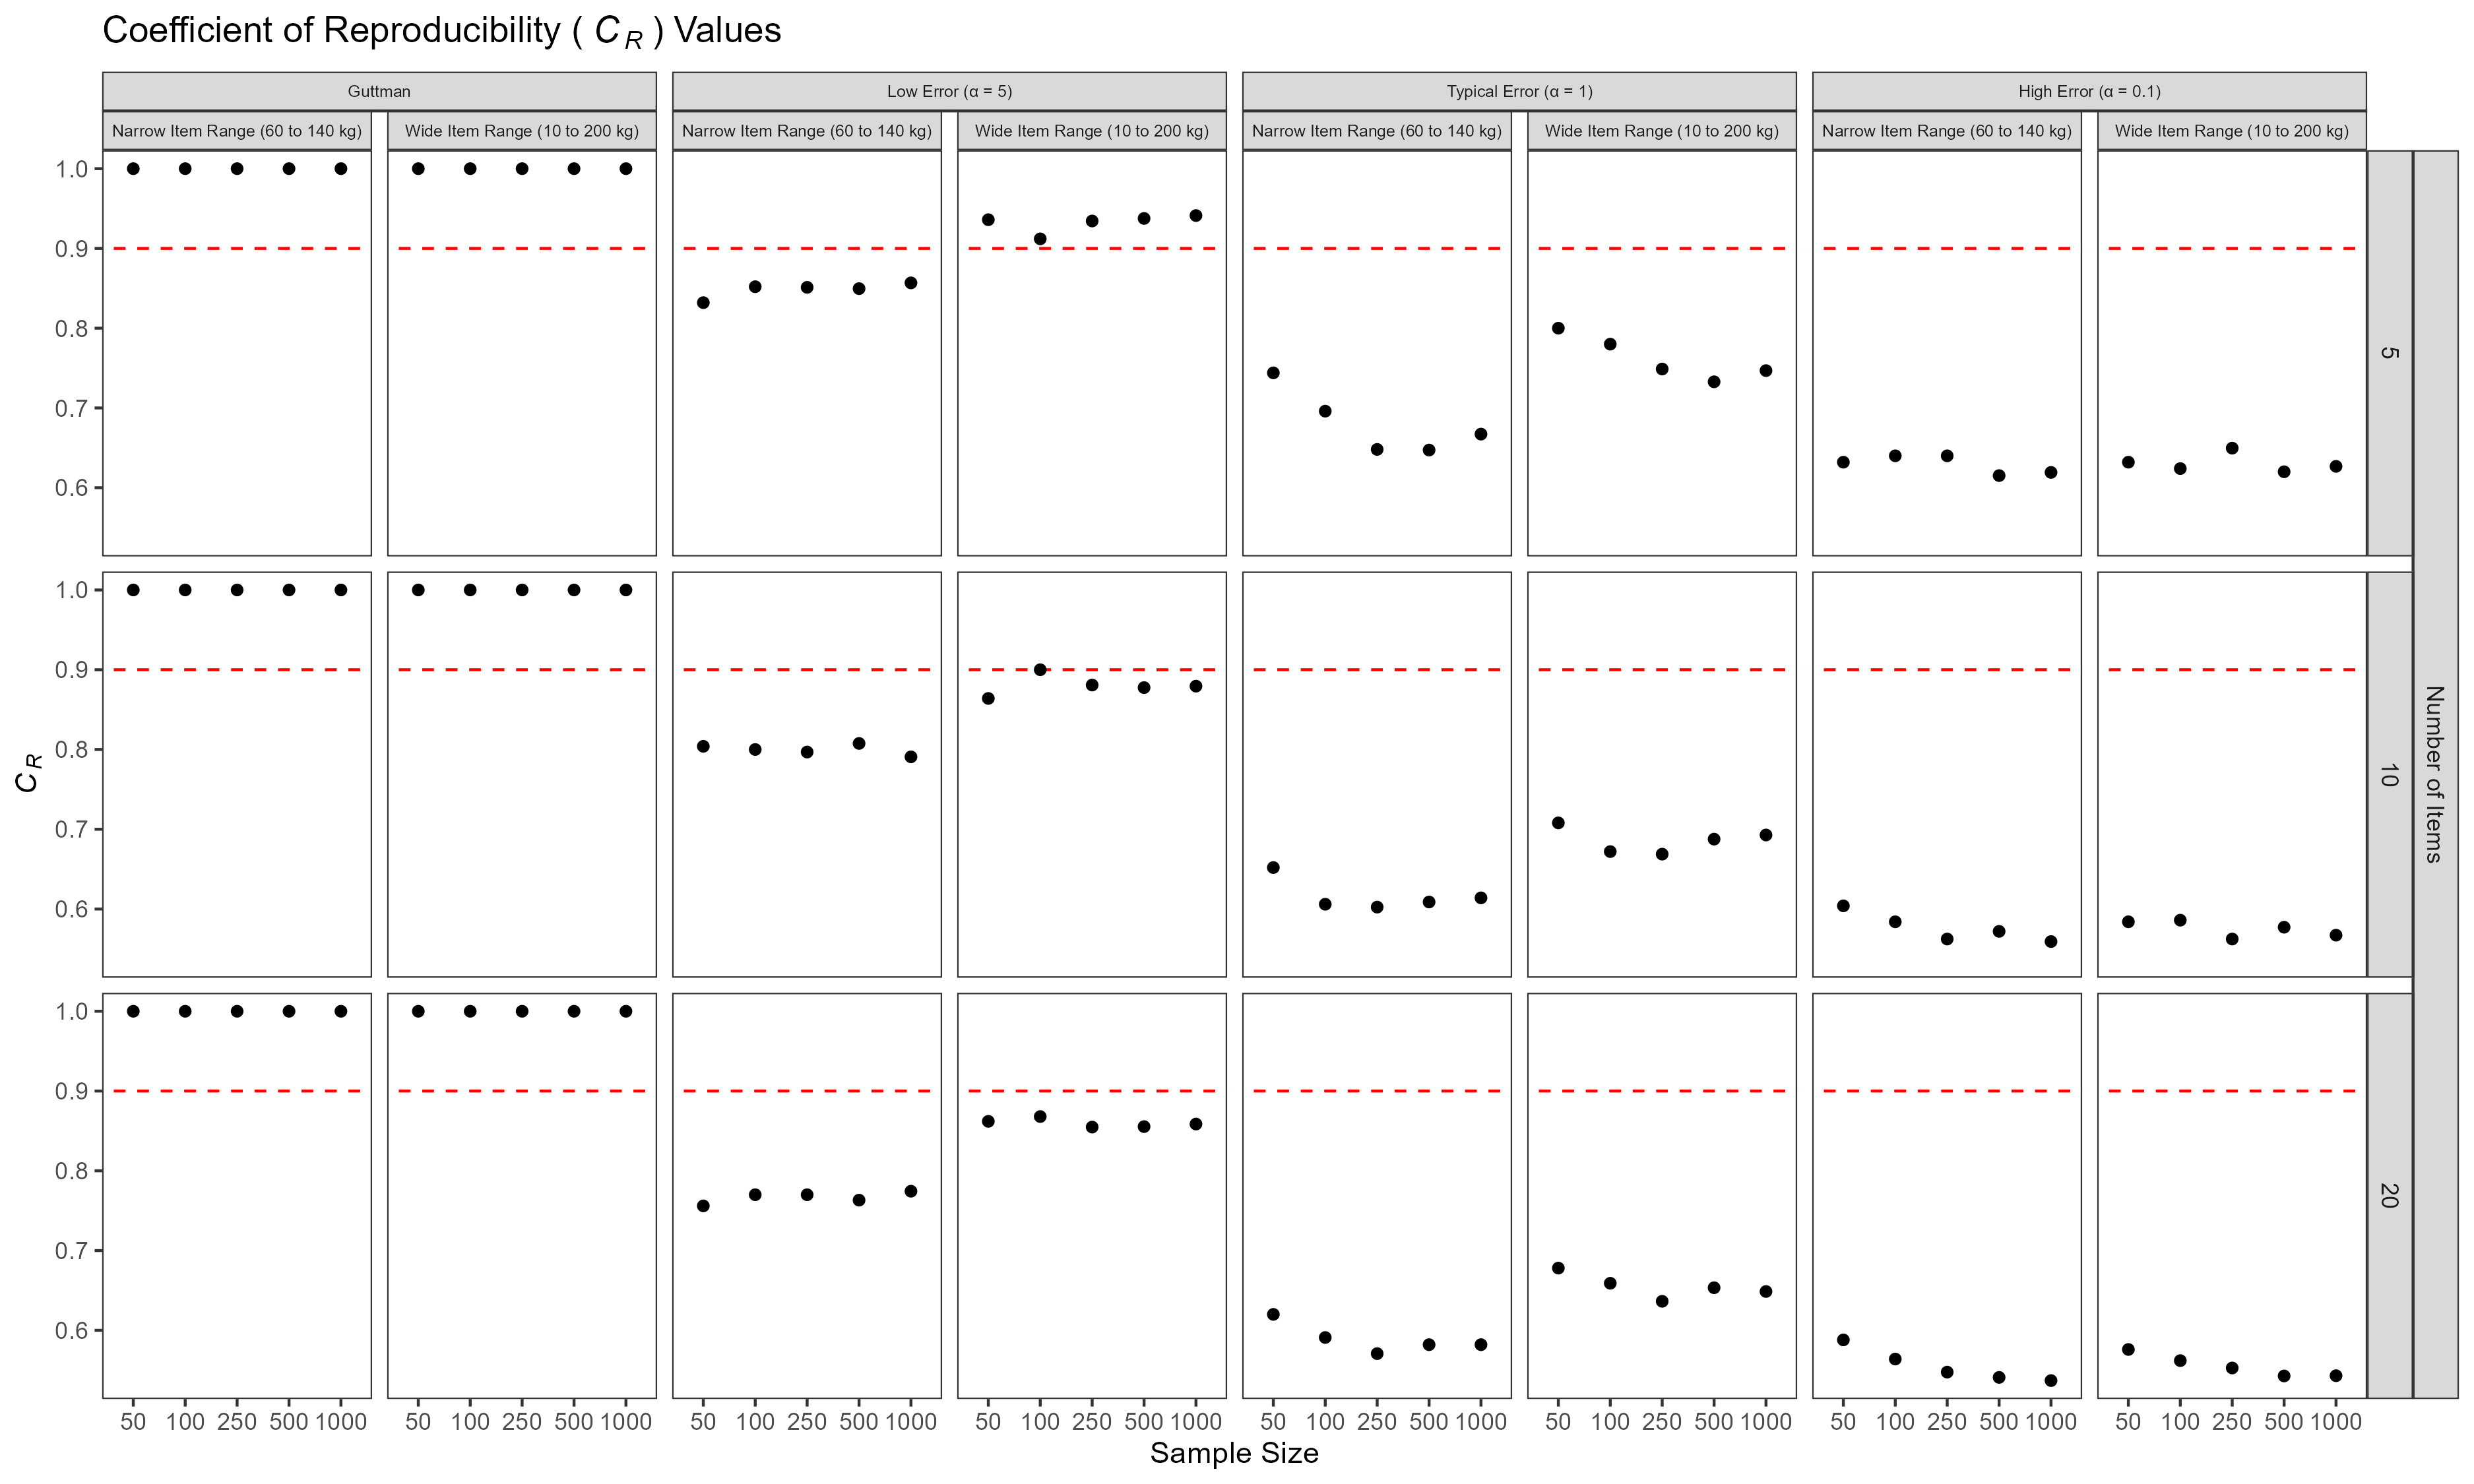 Coefficient of Reproducibility ( C R ) Values
Guttman
Low Error (α = 5)
Typical Error (α = 1)
High Error (α = 0.1)
Narrow Item Range (60 to 140 kg)
Wide Item Range (10 to 200 kg)
Narrow Item Range (60 to 140 kg)
Wide Item Range (10 to 200 kg)
Narrow Item Range (60 to 140 kg)
Wide Item Range (10 to 200 kg)
Narrow Item Range (60 to 140 kg)
Wide Item Range (10 to 200 kg)
1.0
0.9
0.8
0.7
0.6
5
1.0
0.9
0.8
0.7
0.6
10
1.0
0.9
0.8
0.7
0.6
20
C R
Number of Items
50 100 250 500 1000
50 100 250 500 1000
50 100 250 500 1000
50 100 250 500 1000
50 100 250 500 1000
50 100 250 500 1000
50 100 250 500 1000
50 100 250 500 1000
Sample Size